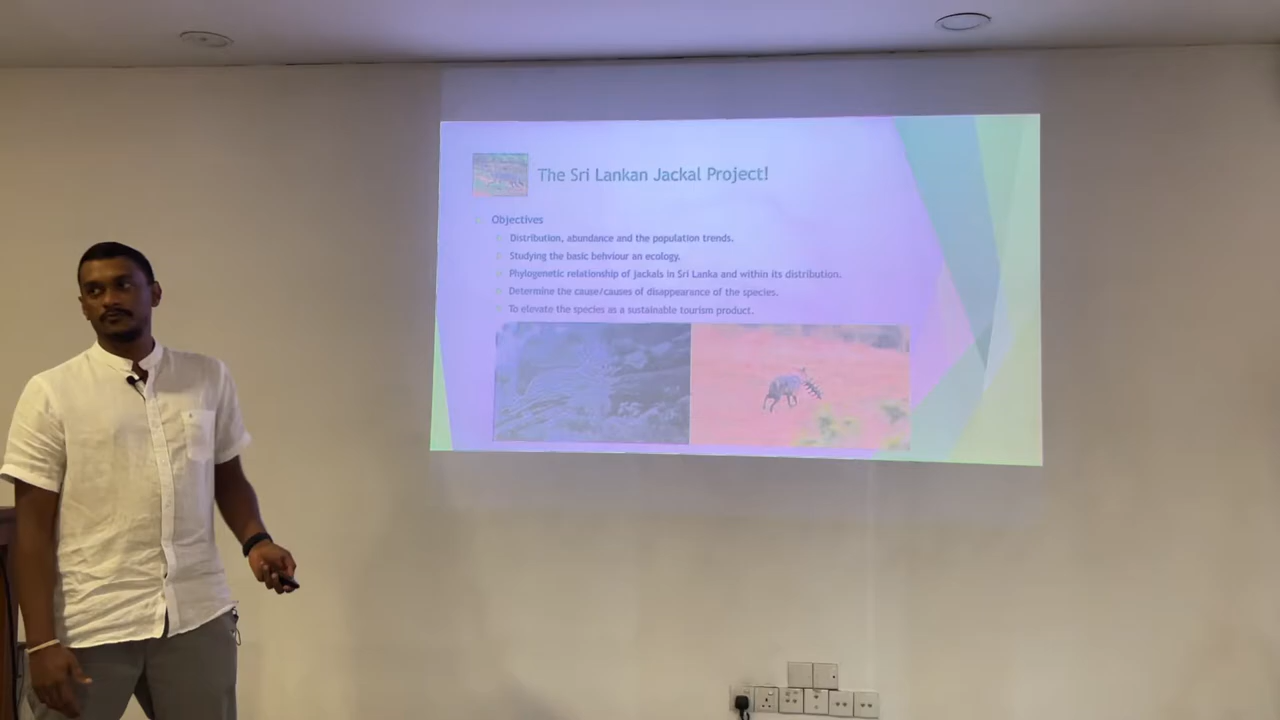 The Sri Lankan Jackal Project!
Objectives
Distribution, abundance and the population trends.
Studying the basic behviour an ecology.
Phylogenetic relationship of jackals in Sri Lanka and within its distribution.
Determine the cause/causes of disappearance of the species.
To elevate the species as a sustainable tourism product.